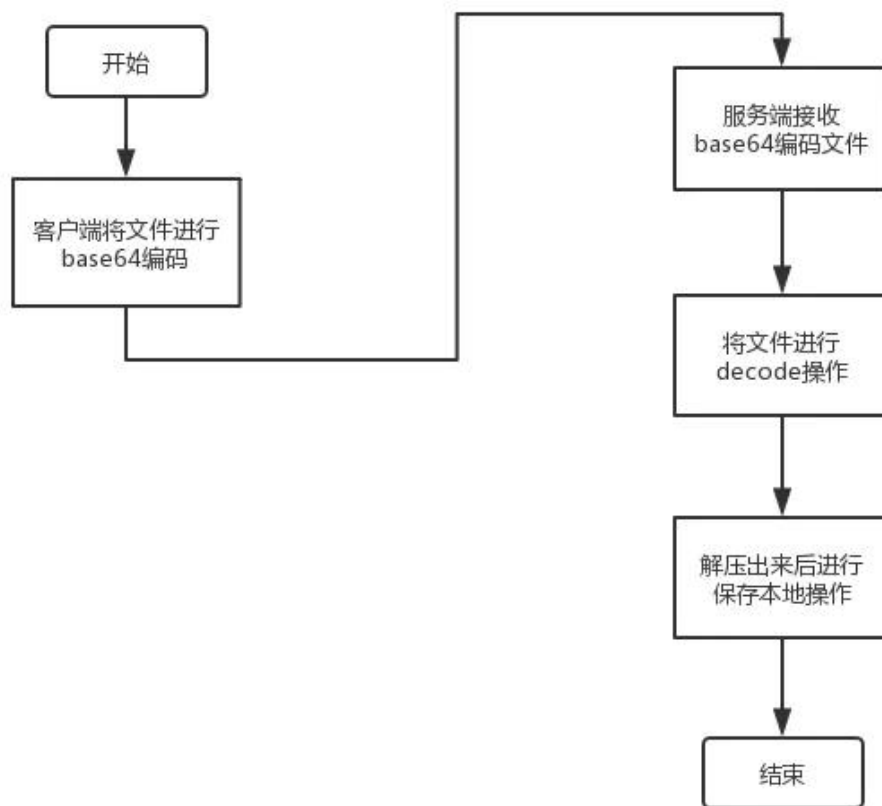 开始
客户端将文件进行
base64编码
服务端接收
base64编码文件
将文件进行
decode操作
解压出来后进行
保存本地操作
结束